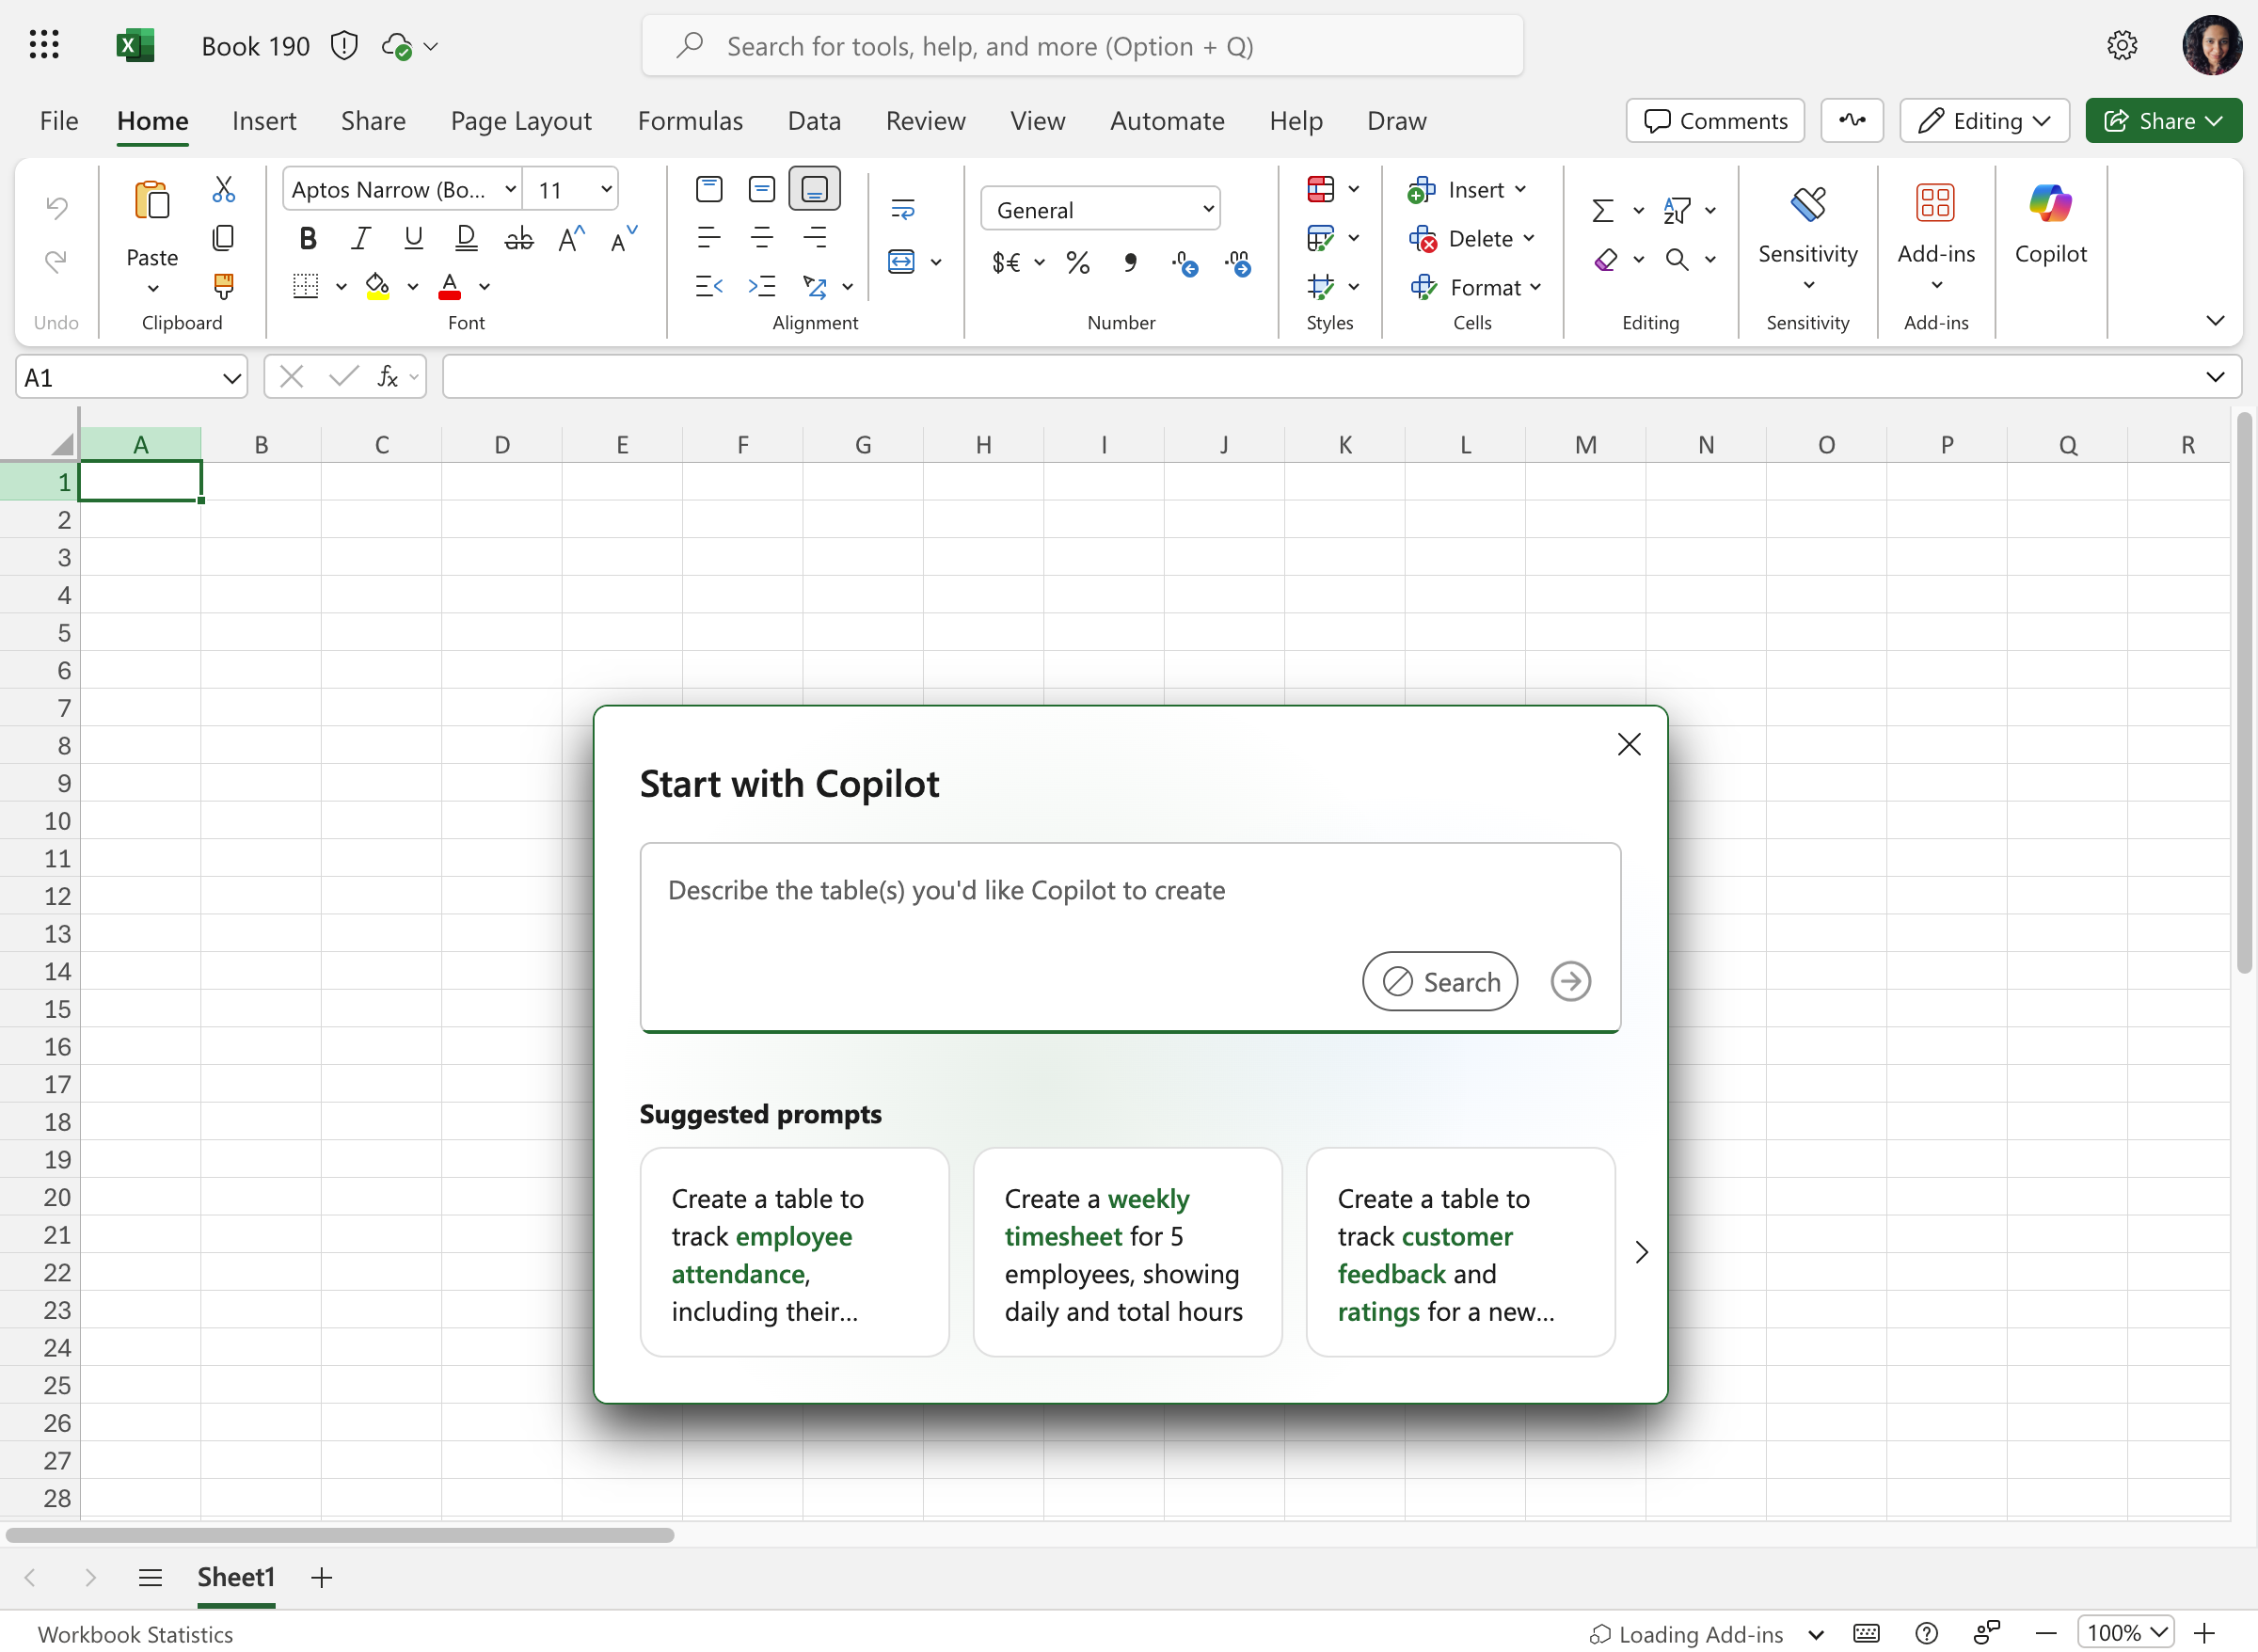 Book 190
Search for tools, help, and more (Option + Q)
File Home Insert Share Page Layout Formulas Data Review View Automate Help Draw
Comments Editing Share
Aptos Narrow (Bo... 11
General
Insert
Delete
Format
Paste
Sensitivity
Add-ins
Copilot
$€ % 9 .0 .00
Undo Clipboard Font Alignment Number Styles Cells Editing Sensitivity Add-ins
A1
fx
A B C D E F G H I J K L M N O P Q R
1
2
3
4
5
6
7
8
9
10
11
12
13
14
15
16
17
18
19
20
21
22
23
24
25
26
27
28
Start with Copilot
Describe the table(s) you'd like Copilot to create
Search
Suggested prompts
Create a table to
track employee
attendance,
including their...
Create a weekly
timesheet for 5
employees, showing
daily and total hours
Create a table to
track customer
feedback and
ratings for a new...
Sheet1
Workbook Statistics
Loading Add-ins
100%